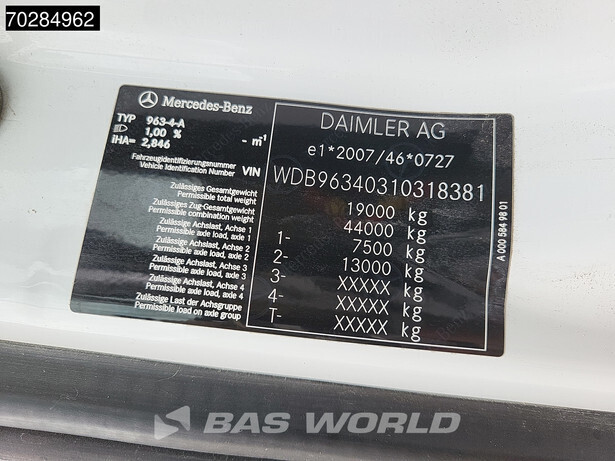 70284962
Mercedes-Benz
TYP 963-4-A
1,00 % - m-1
iHA= 2,846
Fahrzeugidentifizierungsnummer
Vehicle Identification Number VIN
Zulässiges Gesamtgewicht
Permissible total weight
Zulässiges Zug-Gesamtgewicht
Permissible combination weight
Zulässige Achslast, Achse 1
Permissible axle load, axle 1
Zulässige Achslast, Achse 2
Permissible axle load, axle 2
Zulässige Achslast, Achse 3
Permissible axle load, axle 3
Zulässige Achslast, Achse 4
Permissible axle load, axle 4
Zulässige Last der Achsgruppe
Permissible load on axle group
DAIMLER AG
e1*2007/46*0727
WDB96340310318381
19000 kg
44000 kg
1- 7500 kg
2- 13000 kg
3- XXXXX kg
4- XXXXX kg
T- XXXXX kg
A 000 584 98 01
BAS WORLD